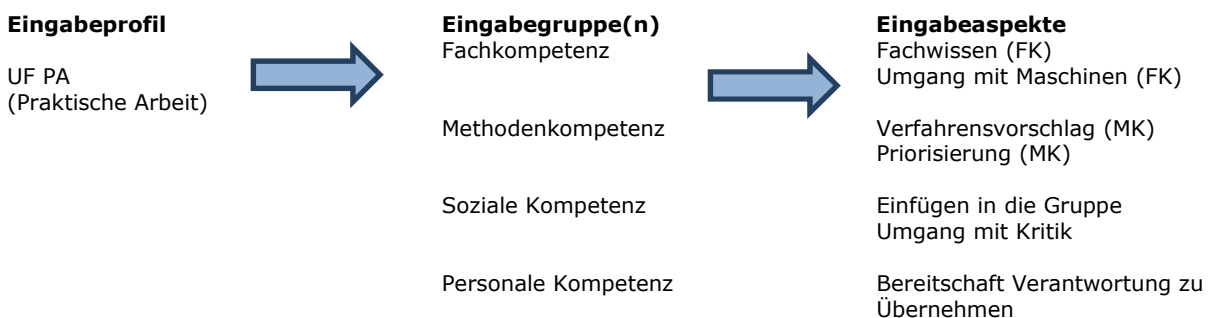 Eingabeprofil
UF PA
(Praktische Arbeit)
Eingabegruppe(n)
Fachkompetenz
Methodenkompetenz
Soziale Kompetenz
Personale Kompetenz
Eingabeaspekte
Fachwissen (FK)
Umgang mit Maschinen (FK)
Verfahrensvorschlag (MK)
Priorisierung (MK)
Einfügen in die Gruppe
Umgang mit Kritik
Bereitschaft Verantwortung zu
Übernehmen